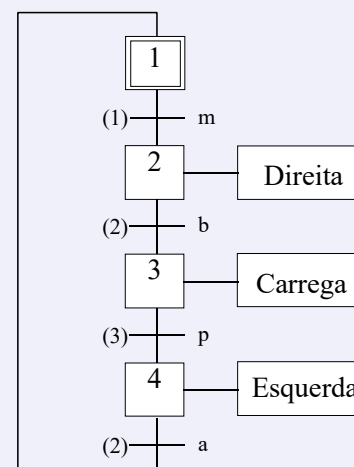 1
(1) m
2 Direita
(2) b
3 Carrega
(3) p
4 Esquerda
(2) a